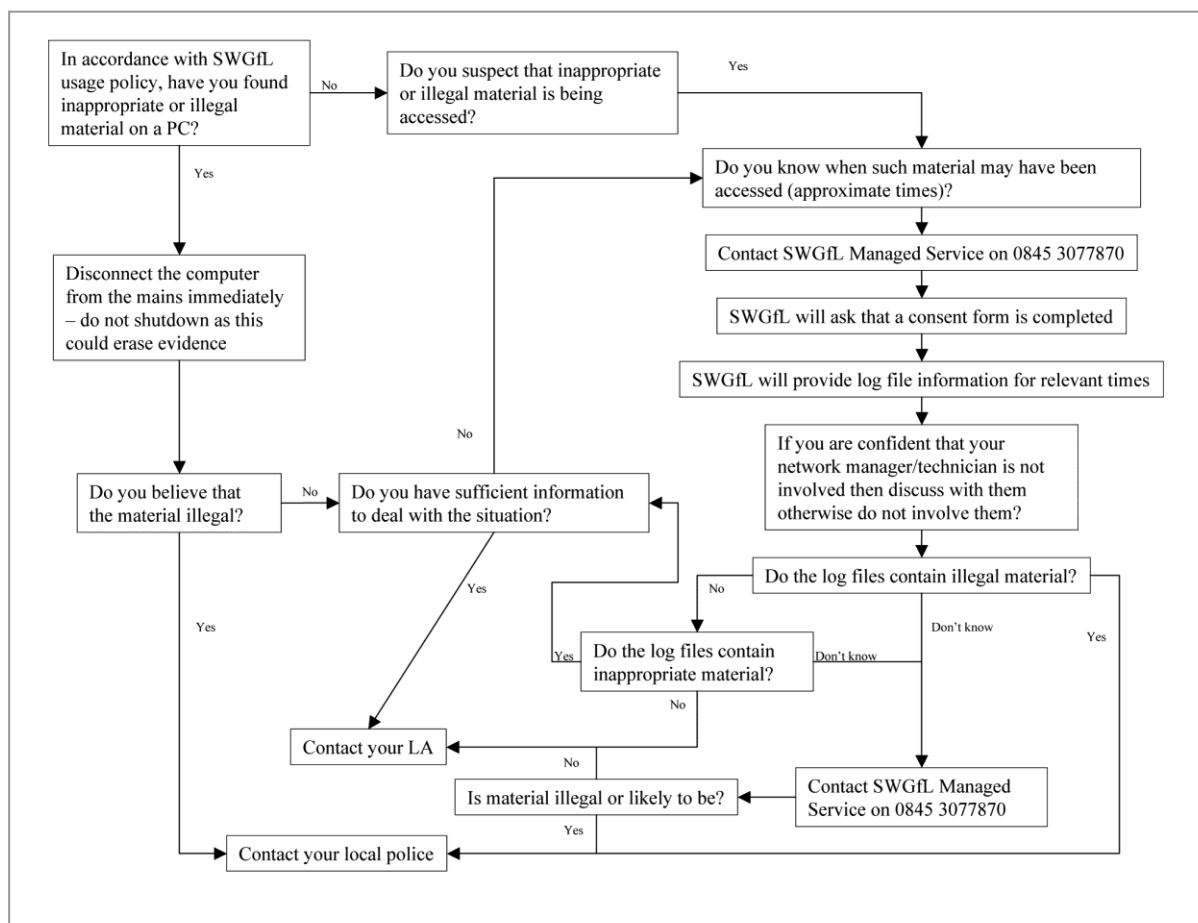 In accordance with SWGfL
usage policy, have you found
inappropriate or illegal
material on a PC?
No
Do you suspect that inappropriate
or illegal material is being
accessed?
Yes
Yes
Do you know when such material may have been
accessed (approximate times)?
Contact SWGfL Managed Service on 0845 3077870
Disconnect the computer
from the mains immediately
– do not shutdown as this
could erase evidence
SWGfL will ask that a consent form is completed
SWGfL will provide log file information for relevant times
No
If you are confident that your
network manager/technician is not
involved then discuss with them
otherwise do not involve them?
Do you believe that
the material illegal?
No
Do you have sufficient information
to deal with the situation?
Do the log files contain illegal material?
Yes
No
Don't know
Yes
Yes
Yes
Do the log files contain
inappropriate material?
Don't know
No
Contact your LA
No
Is material illegal or likely to be?
Contact SWGfL Managed
Service on 0845 3077870
Yes
Contact your local police